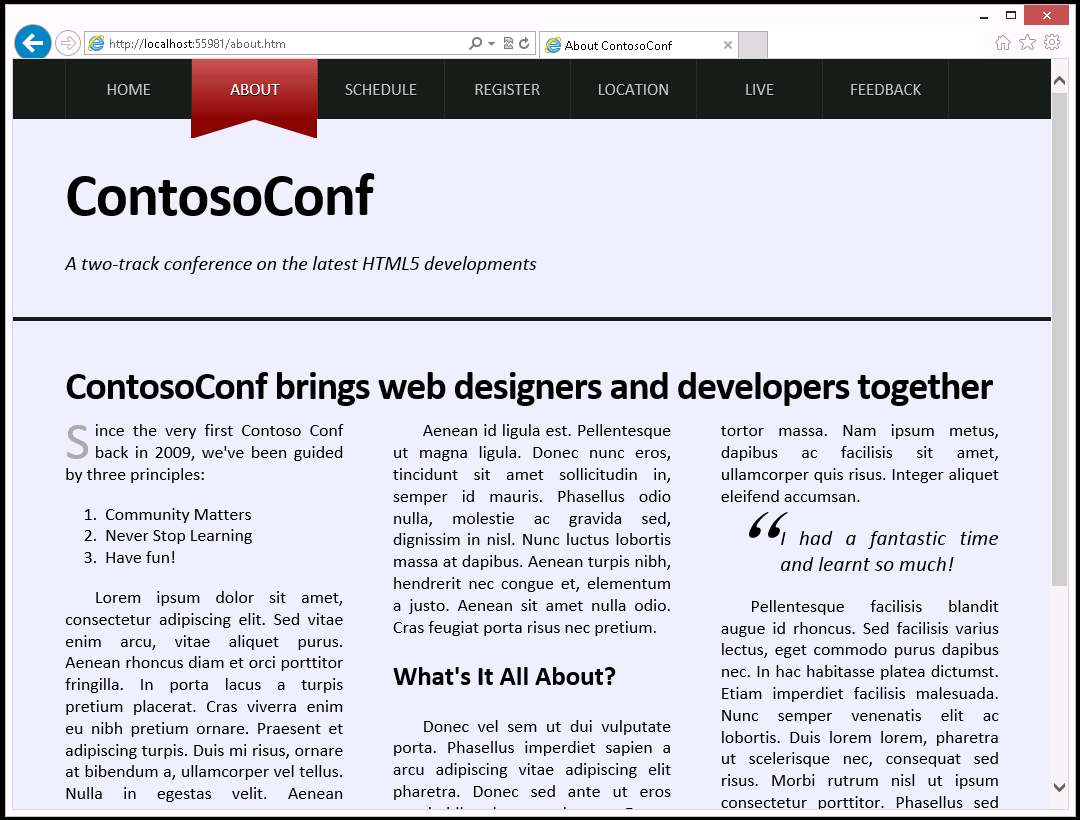 http://localhost:55981/about.htm
About ContosoConf
HOME
ABOUT
SCHEDULE
REGISTER
LOCATION
LIVE
FEEDBACK
ContosoConf
A two-track conference on the latest HTML5 developments
ContosoConf brings web designers and developers together
Since the very first Contoso Conf
back in 2009, we've been guided
by three principles:
1. Community Matters
2. Never Stop Learning
3. Have fun!
Lorem ipsum dolor sit amet,
consectetur adipiscing elit. Sed vitae
enim arcu, vitae aliquet purus.
Aenean rhoncus diam et orci porttitor
fringilla. In porta lacus a turpis
pretium placerat. Cras viverra enim
eu nibh pretium ornare. Praesent et
adipiscing turpis. Duis mi risus, ornare
at bibendum a, ullamcorper vel tellus.
Nulla in egestas velit. Aenean
Aenean id ligula est. Pellentesque
ut magna ligula. Donec nunc eros,
tincidunt sit amet sollicitudin in,
semper id mauris. Phasellus odio
nulla, molestie ac gravida sed,
dignissim in nisl. Nunc luctus lobortis
massa at dapibus. Aenean turpis nibh,
hendrerit nec congue et, elementum
a justo. Aenean sit amet nulla odio.
Cras feugiat porta risus nec pretium.
What's It All About?
Donec vel sem ut dui vulputate
porta. Phasellus imperdiet sapien a
arcu adipiscing vitae adipiscing elit
pharetra. Donec sed ante ut eros
tortor massa. Nam ipsum metus,
dapibus ac facilisis sit amet,
ullamcorper quis risus. Integer aliquet
eleifend accumsan.
“I had a fantastic time
and learnt so much!
Pellentesque facilisis blandit
augue id rhoncus. Sed facilisis varius
lectus, eget commodo purus dapibus
nec. In hac habitasse platea dictumst.
Etiam imperdiet facilisis malesuada.
Nunc semper venenatis elit ac
lobortis. Duis lorem lorem, pharetra
ut scelerisque nec, consequat sed
risus. Morbi rutrum nisl ut ipsum
consectetur porttitor. Phasellus sed